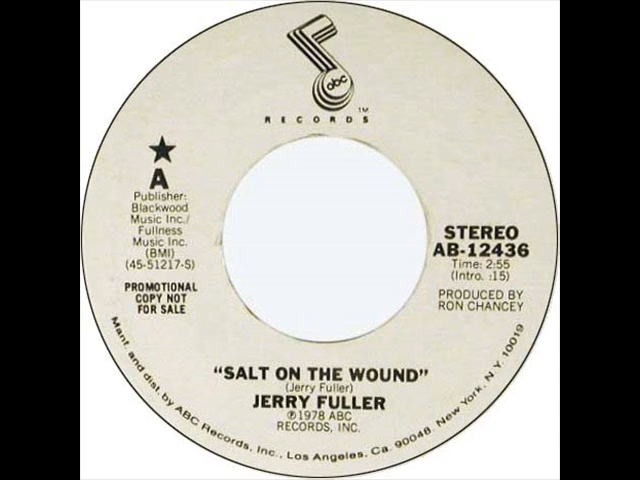 abc
TM
RECORDS
★
A
Publisher:
Blackwood
Music Inc./
Fullness
Music Inc.
(BMI)
(45-51217-S)
PROMOTIONAL
COPY NOT
FOR SALE
STEREO
AB-12436
Time: 2:55
(Intro. :15)
PRODUCED BY
RON CHANCEY
"SALT ON THE WOUND"
(Jerry Fuller)
JERRY FULLER
℗1978 ABC
RECORDS, INC.
Mant. and dist. by ABC Records, Inc., Los Angeles, Ca. 90048. New York, N.Y. 10019